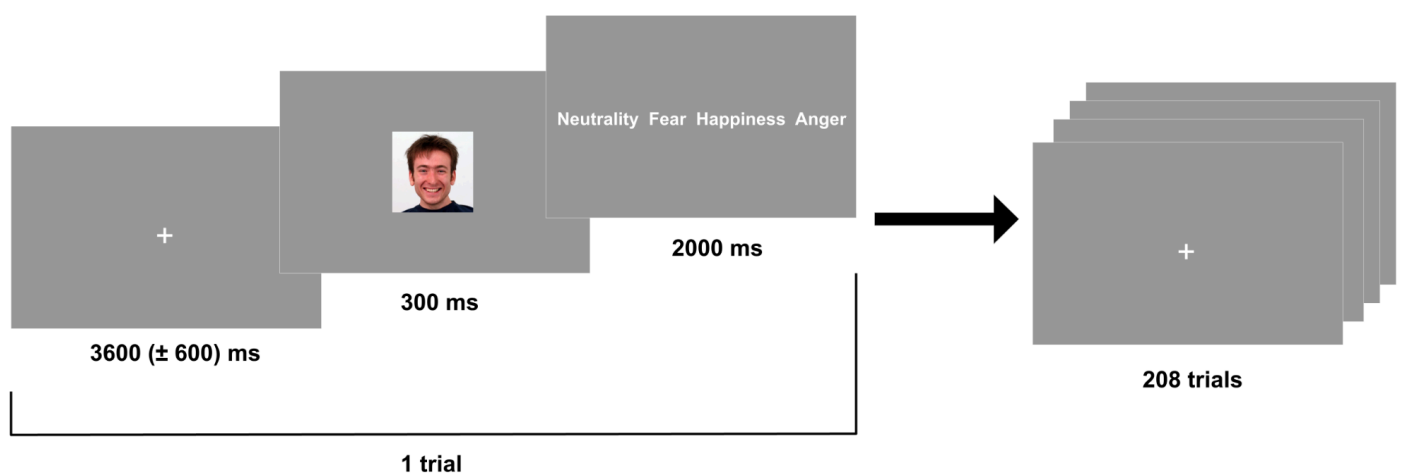 Neutrality Fear Happiness Anger
2000 ms
300 ms
3600 (± 600) ms
208 trials
1 trial